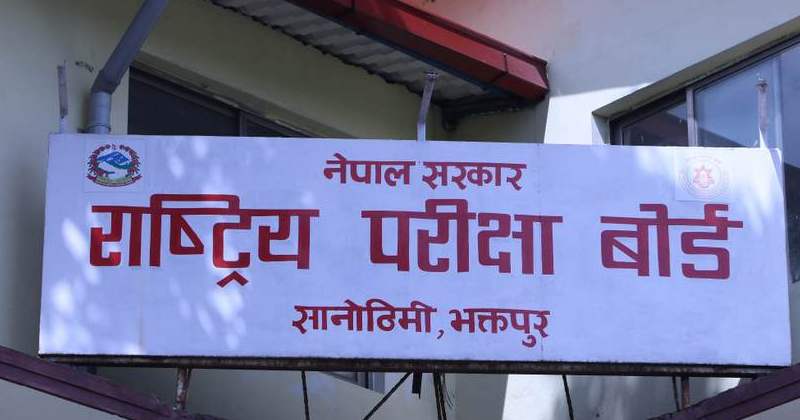 नेपाल सरकार
राष्ट्रिय परीक्षा बोर्ड
सानोठिमी, भक्तपुर